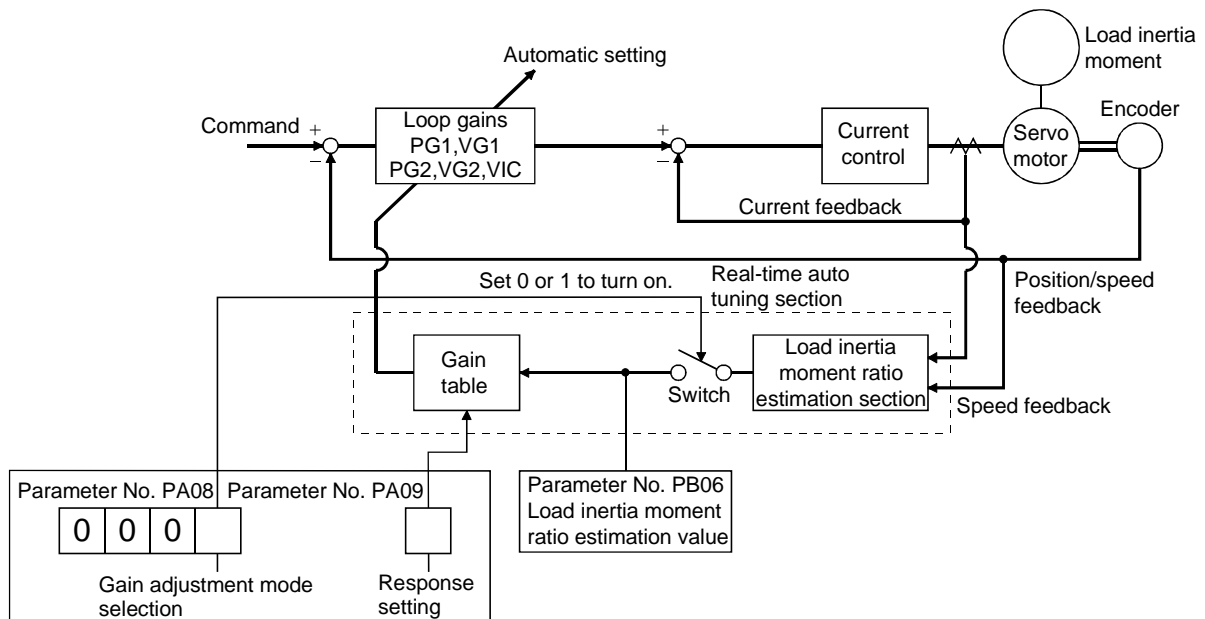 Load inertia
moment
Automatic setting
Encoder
Command
+
−
Loop gains
PG1,VG1
PG2,VG2,VIC
+
−
Current
control
Servo
motor
Current feedback
Set 0 or 1 to turn on.
Real-time auto
tuning section
Position/speed
feedback
Gain
table
Switch
Load inertia
moment ratio
estimation section
Speed feedback
Parameter No. PA08
Parameter No. PA09
0 0 0
Gain adjustment mode
selection
Response
setting
Parameter No. PB06
Load inertia moment
ratio estimation value